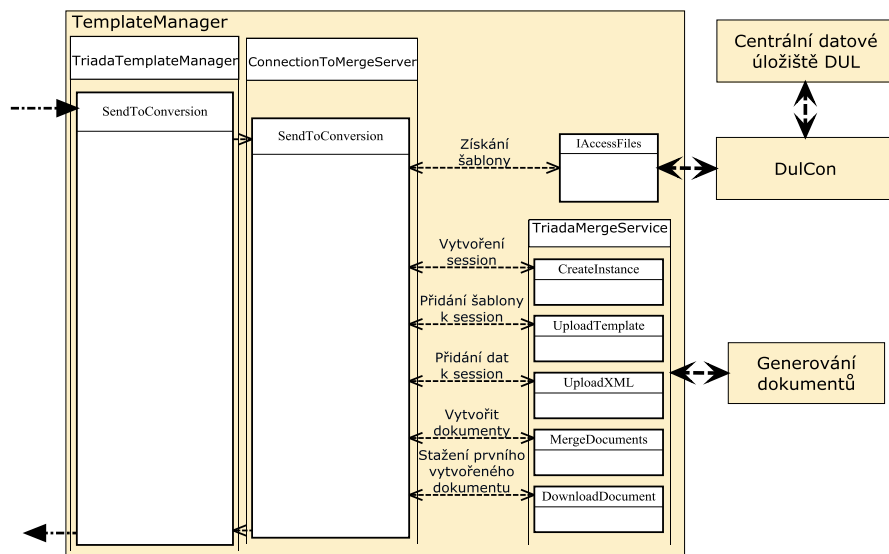 TemplateManager
TriadaTemplateManager
ConnectionToMergeServer
Centrální datové
úložiště DUL
SendToConversion
SendToConversion
Získání
šablony
IAccessFiles
DulCon
TriadaMergeService
Vytvoření
session
CreateInstance
Přidání šablony
k session
UploadTemplate
Přidání dat
k session
UploadXML
Generování
dokumentů
Vytvořit
dokumenty
MergeDocuments
Stažení prvního
vytvořeného
dokumentu
DownloadDocument